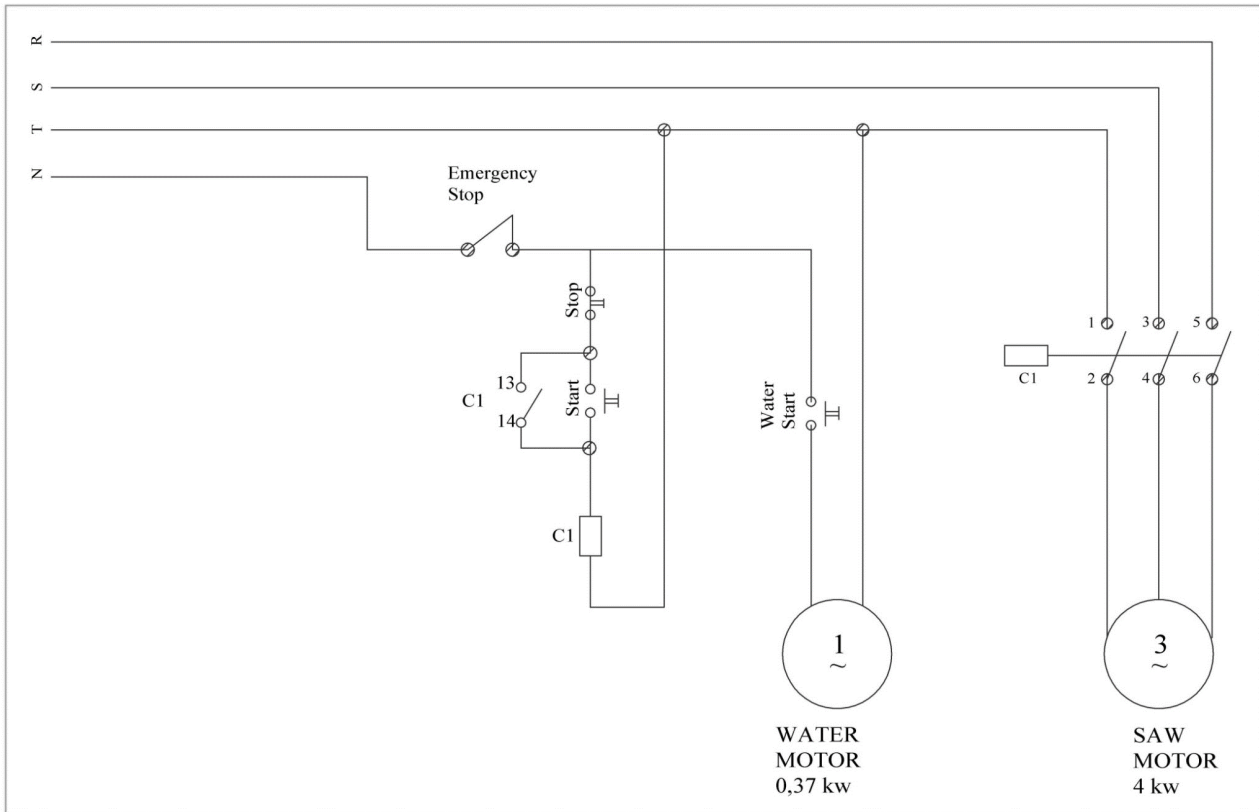 R
S
T
N
Emergency
Stop
Stop
13
C1
14
Start
C1
Water
Start
1
3
5
C1
2
4
6
1
~
3
~
WATER
MOTOR
0,37 kw
SAW
MOTOR
4 kw